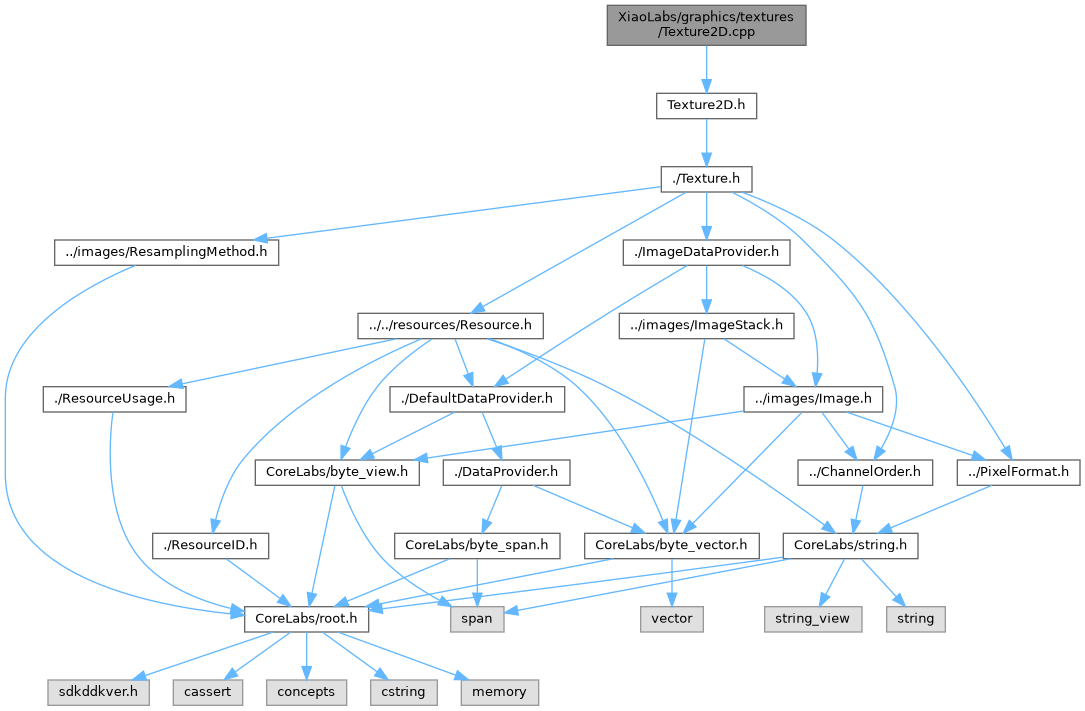 XiaoLabs/graphics/textures
/Texture2D.cpp
Texture2D.h
./Texture.h
../images/ResamplingMethod.h
./ImageDataProvider.h
../../resources/Resource.h
../images/ImageStack.h
./ResourceUsage.h
./DefaultDataProvider.h
../images/Image.h
CoreLabs/byte_view.h
./DataProvider.h
../ChannelOrder.h
../PixelFormat.h
./ResourceID.h
CoreLabs/byte_span.h
CoreLabs/byte_vector.h
CoreLabs/string.h
CoreLabs/root.h
span
vector
string_view
string
sdkddkver.h
cassert
concepts
cstring
memory